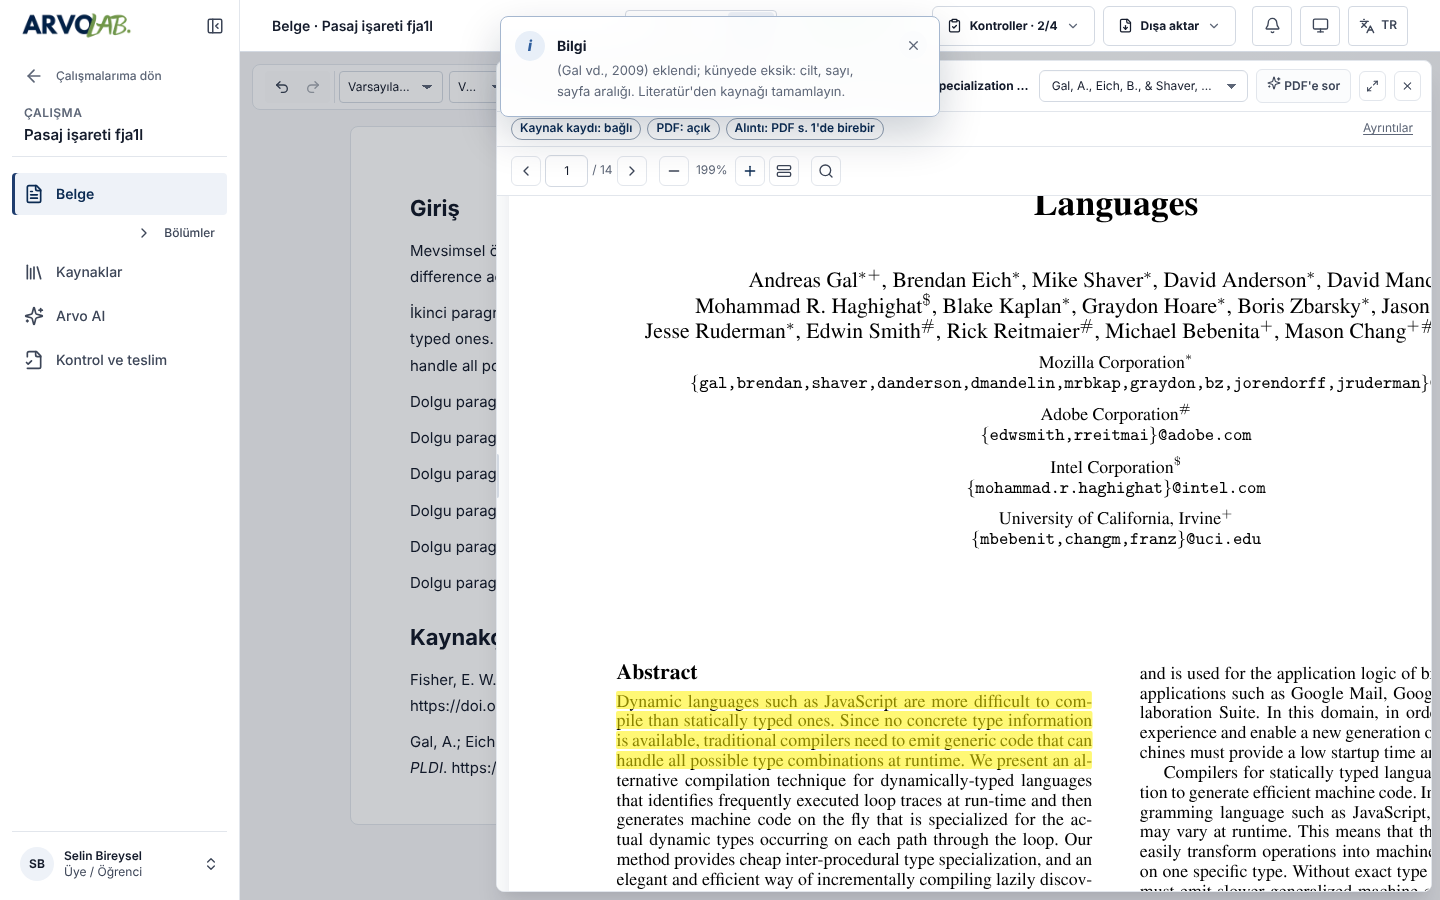 ARVOLAB.
Çalışmalarıma dön
ÇALIŞMA
Pasaj işareti fja1l
Belge
Bölümler
Kaynaklar
Arvo AI
Kontrol ve teslim
SB
Selin Bireysel
Üye / Öğrenci
Belge · Pasaj işareti fja1l
Kontroller · 2/4
Dışa aktar
TR
Varsayıla...
V...
Giriş
Mevsimsel ö
difference a
İkinci paragr
typed ones.
handle all po
Dolgu parag
Dolgu parag
Dolgu parag
Dolgu parag
Dolgu parag
Dolgu parag
Kaynakç
Fisher, E. W.
https://doi.o
Gal, A.; Eich
PLDI. https:/
i
Bilgi
(Gal vd., 2009) eklendi; künyede eksik: cilt, sayı,
sayfa aralığı. Literatür'den kaynağı tamamlayın.
pecialization ...
Gal, A., Eich, B., & Shaver, ...
PDF'e sor
Kaynak kaydı: bağlı
PDF: açık
Alıntı: PDF s. 1'de birebir
Ayrıntılar
1
/ 14
199%
Languages
Andreas Gal*+, Brendan Eich*, Mike Shaver*, David Anderson*, David Mand
Mohammad R. Haghighat$, Blake Kaplan*, Graydon Hoare*, Boris Zbarsky*, Jason
Jesse Ruderman*, Edwin Smith#, Rick Reitmaier#, Michael Bebenita+, Mason Chang+#
Mozilla Corporation*
{gal,brendan,shaver,danderson,dmandelin,mrbkap,graydon,bz,jorendorff,jruderman}
Adobe Corporation#
{edwsmith,rreitmai}@adobe.com
Intel Corporation$
{mohammad.r.haghighat}@intel.com
University of California, Irvine+
{mbebenit,changm,franz}@uci.edu
Abstract
Dynamic languages such as JavaScript are more difficult to com-
pile than statically typed ones. Since no concrete type information
is available, traditional compilers need to emit generic code that can
handle all possible type combinations at runtime. We present an al-
ternative compilation technique for dynamically-typed languages
that identifies frequently executed loop traces at run-time and then
generates machine code on the fly that is specialized for the ac-
tual dynamic types occurring on each path through the loop. Our
method provides cheap inter-procedural type specialization, and an
elegant and efficient way of incrementally compiling lazily discov-
and is used for the application logic of b
applications such as Google Mail, Goog
laboration Suite. In this domain, in orde
experience and enable a new generation o
chines must provide a low startup time a
Compilers for statically typed langua
tion to generate efficient machine code. In
gramming language such as JavaScript,
may vary at runtime. This means that th
easily transform operations into machine
on one specific type. Without exact type
must emit slower generalized machine